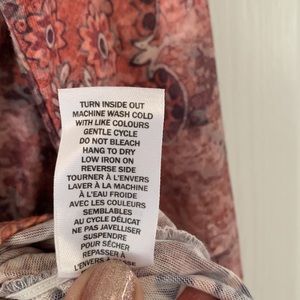 TURN INSIDE OUT
MACHINE WASH COLD
WITH LIKE COLOURS
GENTLE CYCLE
DO NOT BLEACH
HANG TO DRY
LOW IRON ON
REVERSE SIDE
TOURNER À L'ENVERS
LAVER À LA MACHINE
À L'EAU FROIDE
AVEC LES COULEURS
SEMBLABLES
AU CYCLE DÉLICAT
NE PAS JAVELLISER
SUSPENDRE
POUR SÉCHER
REPASSER À
L'ENVERS À